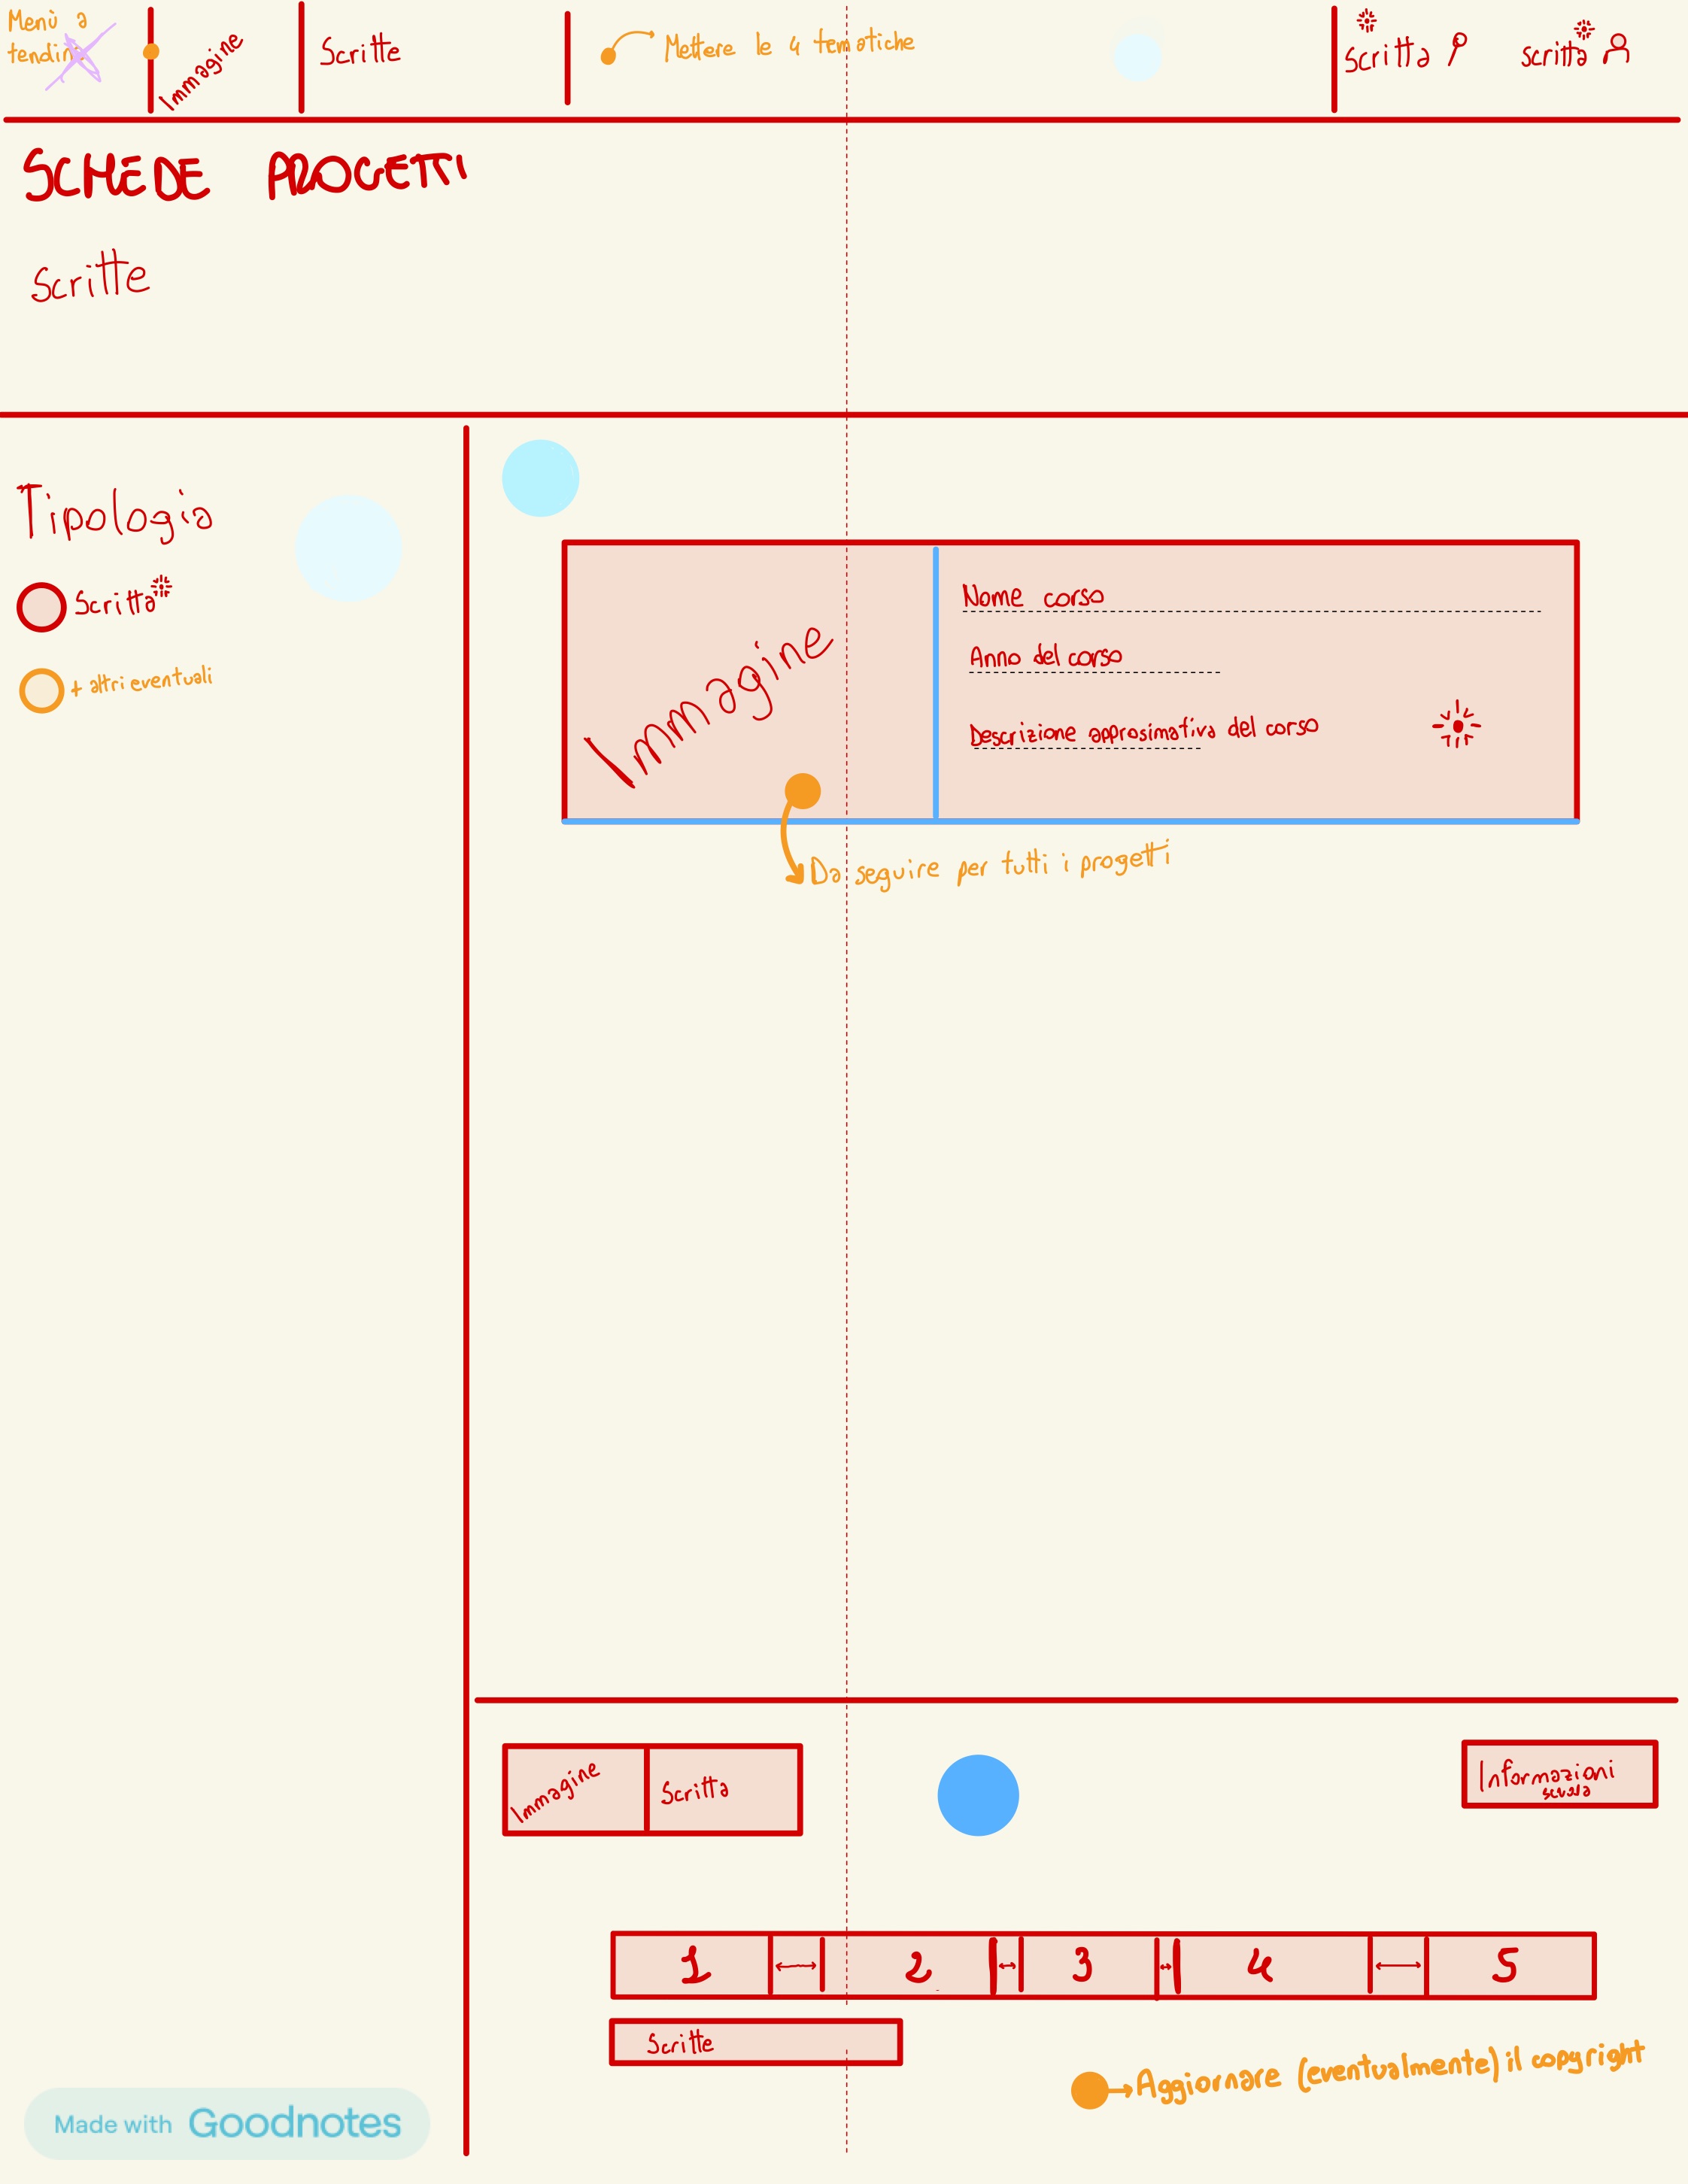 Menù a
tendina
Immagine
Scritte
Mettere le 4 tematiche
Scritta
scritta
SCHEDE PROGETTI
Scritte
Tipologia
Scritta
+ altri eventuali
Immagine
Nome corso
Anno del corso
Descrizione approsimativa del corso
Da seguire per tutti i progetti
Immagine
Scritta
Informazioni
scuola
1 2 3 4 5
Scritte
Aggiornare (eventualmente) il copyright
Made with Goodnotes